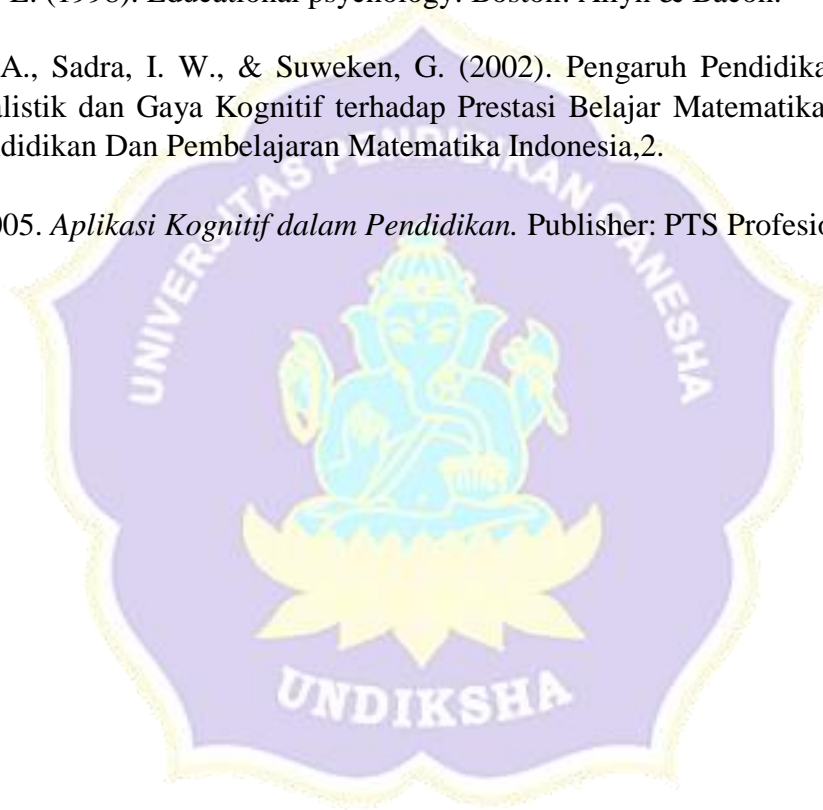 E. (1998). Educational psychology. Boston: Allyn & Bacon.
A., Sadra, I. W., & Suweken, G. (2002). Pengaruh Pendidika
alistik dan Gaya Kognitif terhadap Prestasi Belajar Matematika
didikan Dan Pembelajaran Matematika Indonesia,2.
005. Aplikasi Kognitif dalam Pendidikan. Publisher: PTS Profesio
UNIVERSITAS PENDIDIKAN GANESHA
UNDIKSHA